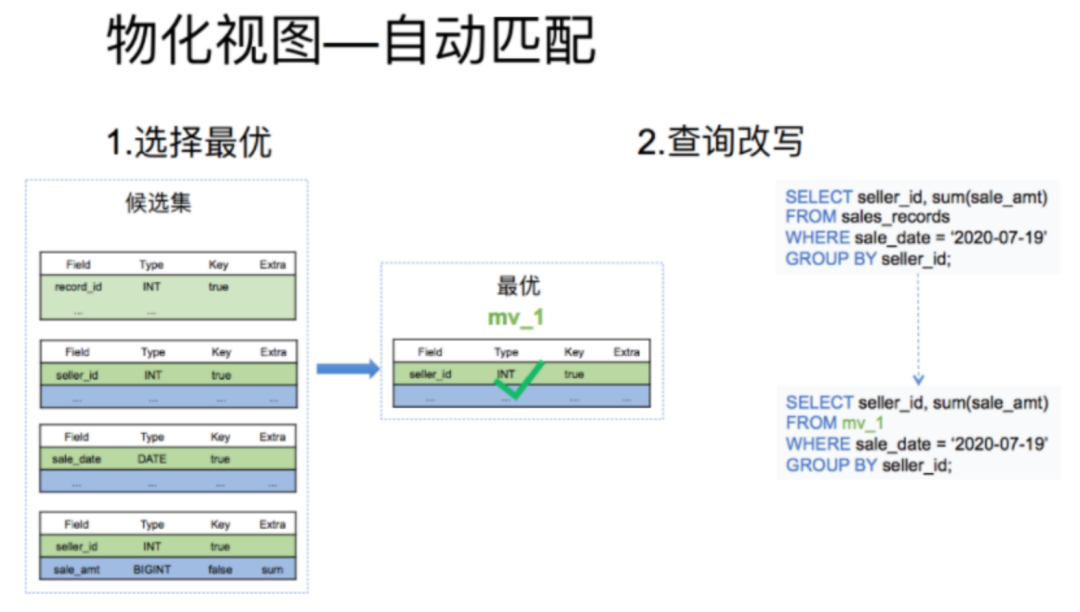 物化视图—自动匹配
1.选择最优
候选集
Field Type Key Extra
record_id INT true
... ...
Field Type Key Extra
seller_id INT true
... ... ... ...
Field Type Key Extra
sale_date DATE true
... ... ... ...
Field Type Key Extra
seller_id INT true
sale_amt BIGINT false sum
最优
mv_1
Field Type Key Extra
seller_id INT true
... ... ... ...
2.查询改写
SELECT seller_id, sum(sale_amt)
FROM sales_records
WHERE sale_date = '2020-07-19'
GROUP BY seller_id;
SELECT seller_id, sum(sale_amt)
FROM mv_1
WHERE sale_date = '2020-07-19'
GROUP BY seller_id;